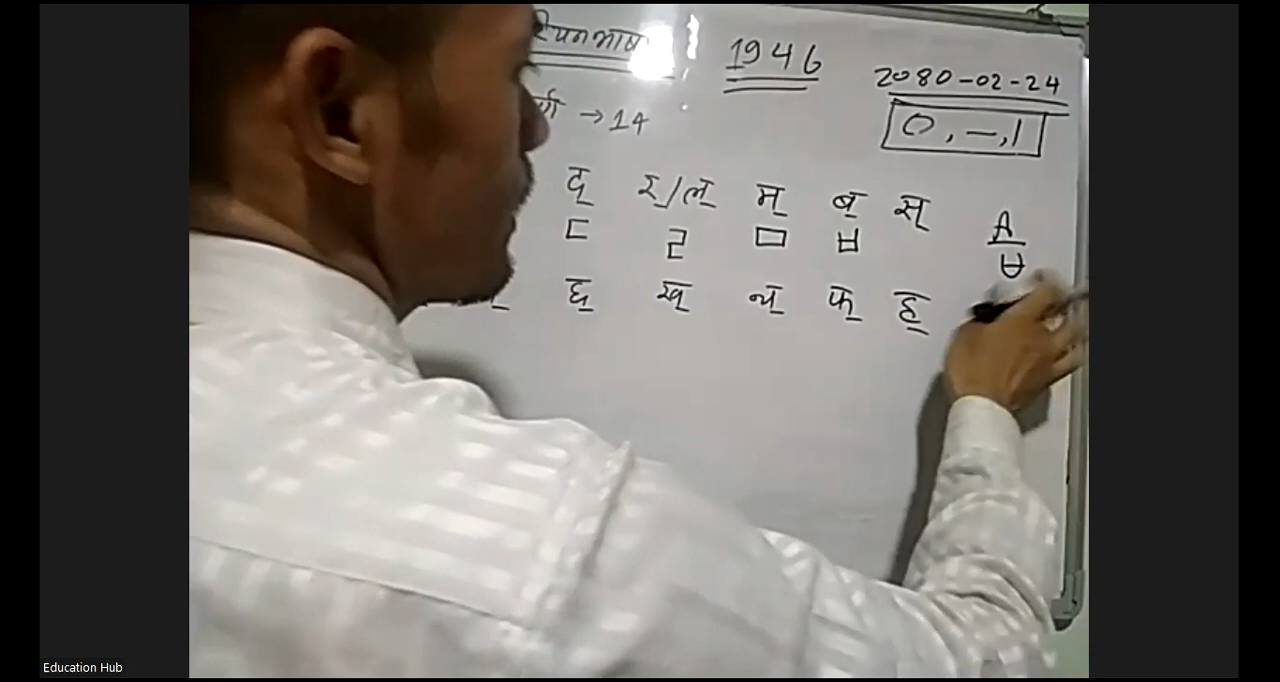 1946
2080-02-24
→ 14
0, -, 1
द् र्/ल् म् ब् स्
ㄷ ㄹ ㅁ ㅂ A
छ् ख् फ् ह्
Education Hub